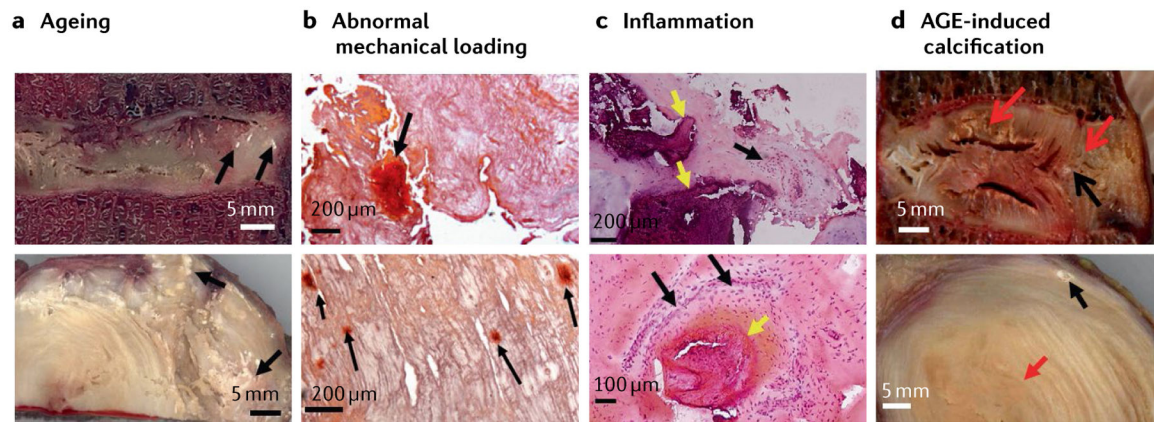 a Ageing
b Abnormal
mechanical loading
c Inflammation
d AGE-induced
calcification
5 mm
200 µm
200 µm
5 mm
5 mm
200 µm
100 µm
5 mm